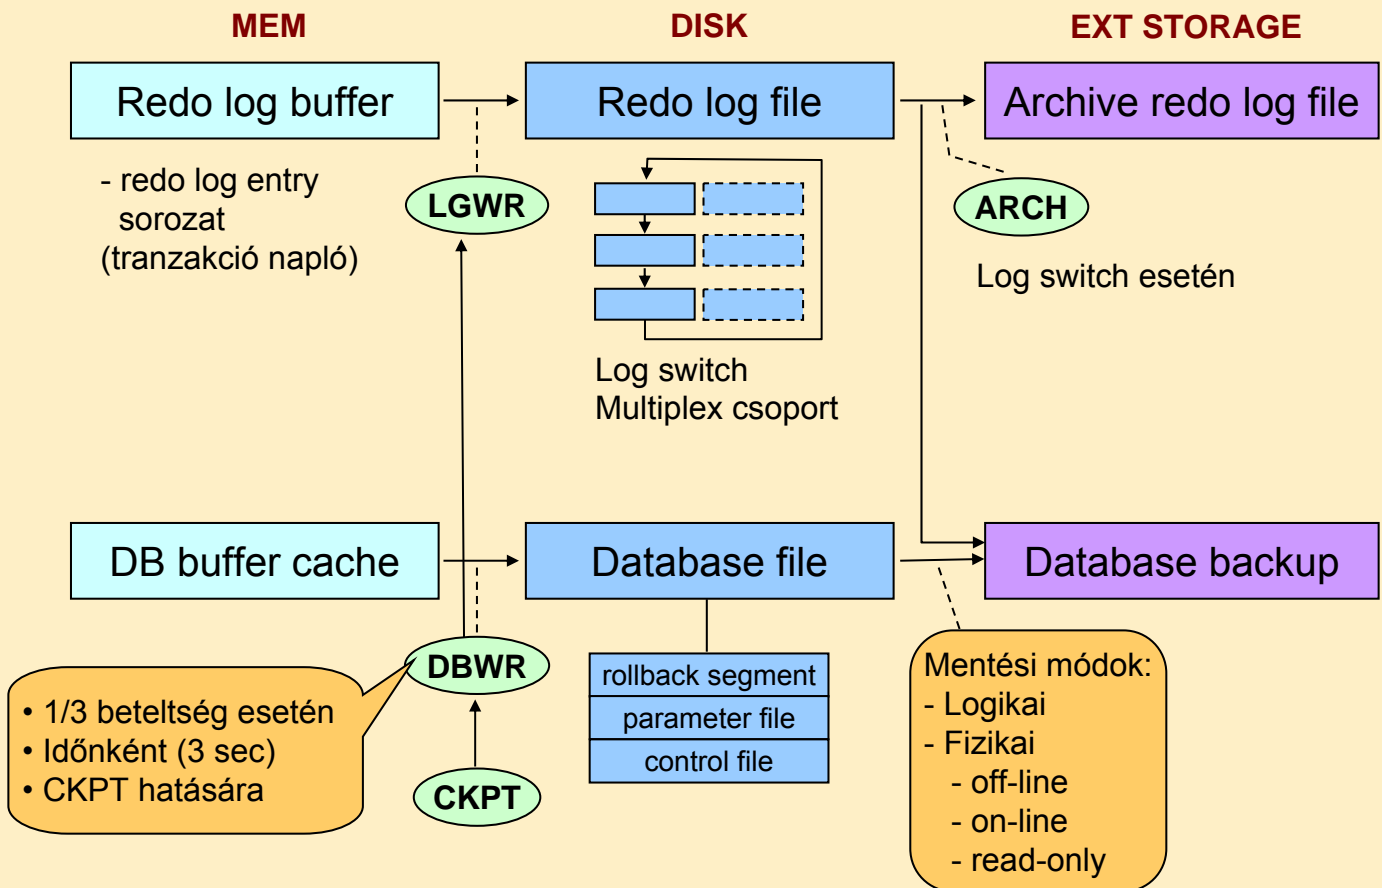 MEM
DISK
EXT STORAGE
Redo log buffer
Redo log file
Archive redo log file
- redo log entry
sorozat
(tranzakció napló)
LGWR
ARCH
Log switch esetén
Log switch
Multiplex csoport
DB buffer cache
Database file
Database backup
DBWR
• 1/3 beteltség esetén
• Időnként (3 sec)
• CKPT hatására
CKPT
rollback segment
parameter file
control file
Mentési módok:
- Logikai
- Fizikai
- off-line
- on-line
- read-only